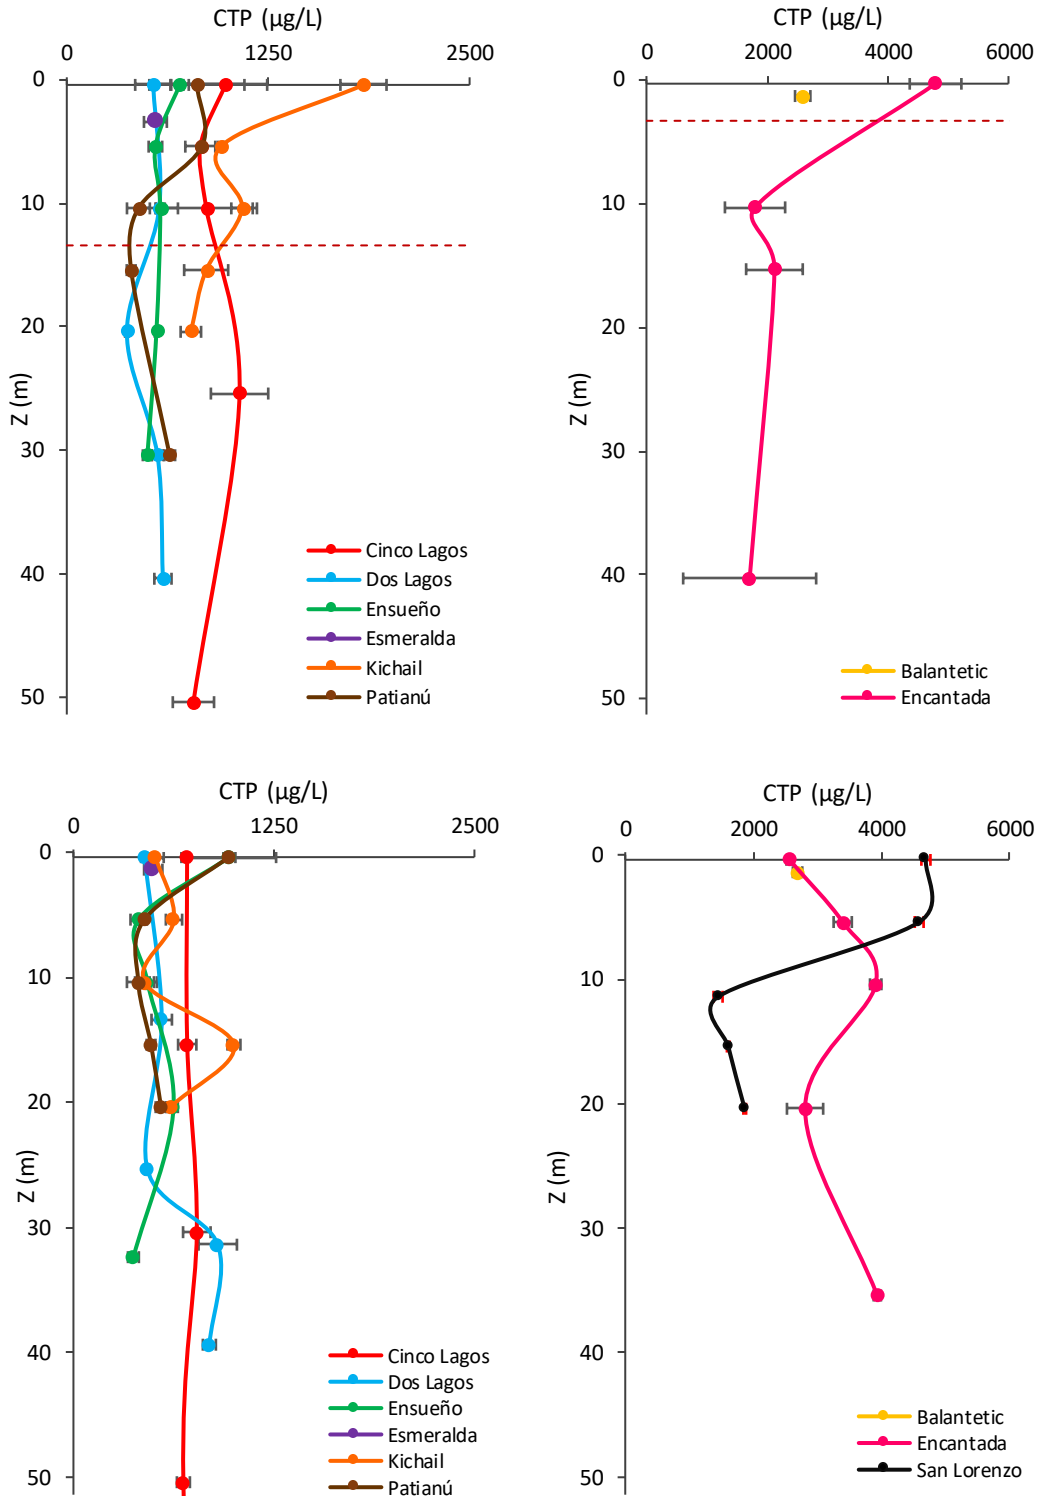 CTP (µg/L)
0 1250 2500
0
10
20
30
40
50
Z (m)
Cinco Lagos
Dos Lagos
Ensueño
Esmeralda
Kichail
Patianú
CTP (µg/L)
0 2000 4000 6000
0
10
20
30
40
50
Z (m)
Balantetic
Encantada
CTP (µg/L)
0 1250 2500
0
10
20
30
40
50
Z (m)
Cinco Lagos
Dos Lagos
Ensueño
Esmeralda
Kichail
Patianú
CTP (µg/L)
0 2000 4000 6000
0
10
20
30
40
50
Z (m)
Balantetic
Encantada
San Lorenzo